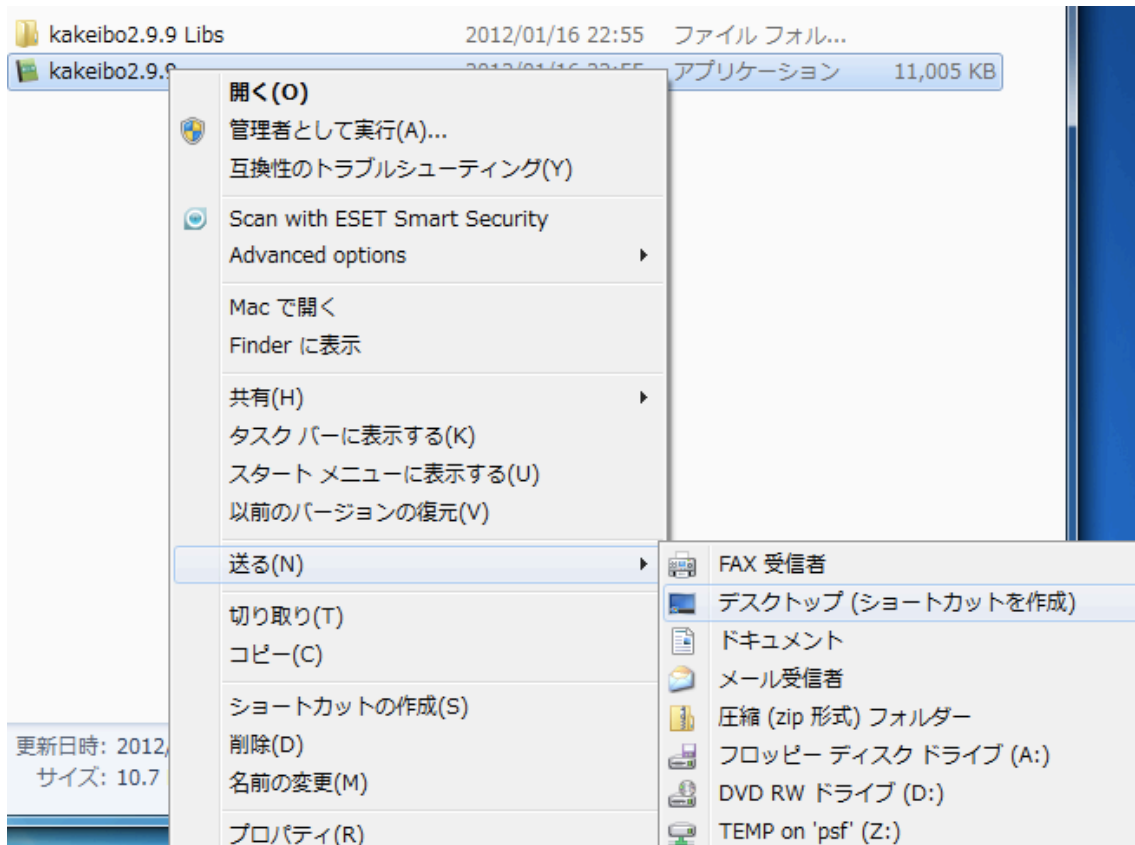 kakeibo2.9.9 Libs 2012/01/16 22:55 ファイル フォル...
kakeibo2.9.9 2012/01/16 22:55 アプリケーション 11,005 KB
開く(O)
管理者として実行(A)...
互換性のトラブルシューティング(Y)
Scan with ESET Smart Security
Advanced options
Mac で開く
Finder に表示
共有(H)
タスク バーに表示する(K)
スタート メニューに表示する(U)
以前のバージョンの復元(V)
送る(N)
FAX 受信者
デスクトップ (ショートカットを作成)
ドキュメント
メール受信者
圧縮 (zip 形式) フォルダー
フロッピー ディスク ドライブ (A:)
DVD RW ドライブ (D:)
TEMP on 'psf' (Z:)
切り取り(T)
コピー(C)
ショートカットの作成(S)
削除(D)
名前の変更(M)
プロパティ(R)
更新日時: 2012/
サイズ: 10.7